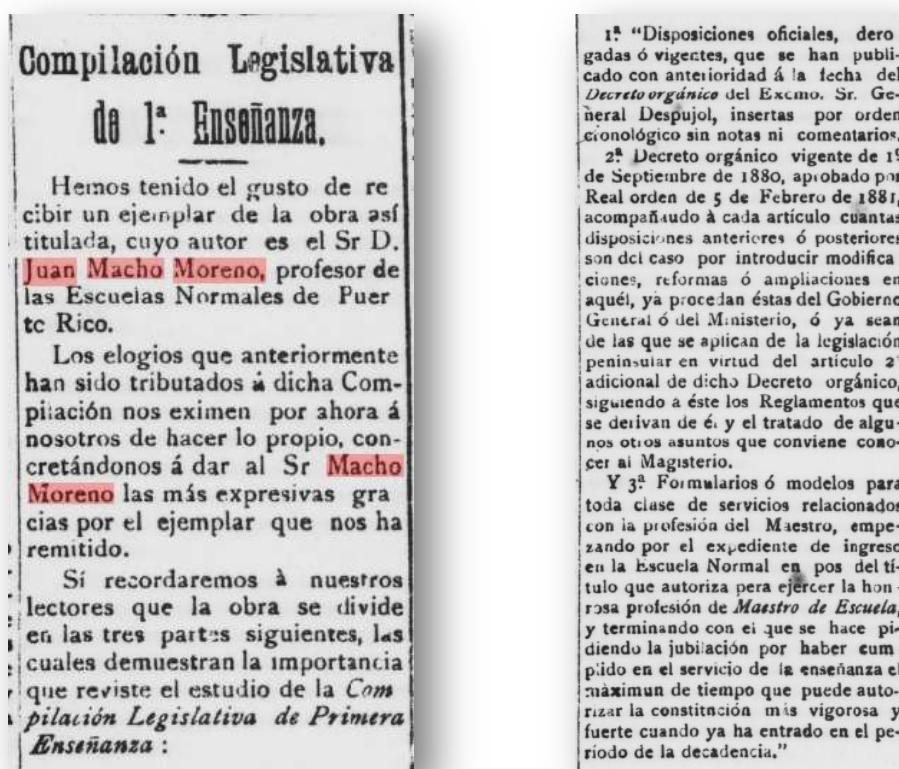 Compilación Legislativa
de 1ª Enseñanza.
Hemos tenido el gusto de re
cibir un ejemplar de la obra así
titulada, cuyo autor es el Sr D.
Juan Macho Moreno, profesor de
las Escuelas Normales de Puer
to Rico.
Los elogios que anteriormente
han sido tributados á dicha Com-
pilación nos eximen por ahora á
nosotros de hacer lo propio, con-
cretándonos á dar al Sr Macho
Moreno las más expresivas gra
cias por el ejemplar que nos ha
remitido.
Sí recordaremos à nuestros
lectores que la obra se divide
en las tres partes siguientes, las
cuales demuestran la importancia
que reviste el estudio de la Com
pilación Legislativa de Primera
Enseñanza :
1ª "Disposiciones oficiales, dero
gadas ó vigentes, que se han publi-
cado con anterioridad á la fecha del
Decreto orgánico del Excmo. Sr. Ge-
neral Despujol, insertas por orden
cronológico sin notas ni comentarios.
2ª Decreto orgánico vigente de 1º
de Septiembre de 1880, aprobado por
Real orden de 5 de Febrero de 1881,
acompañaudo à cada artículo cuantas
disposiciones anteriores ó posteriores
son del caso por introducir modifica
ciones, reformas ó ampliaciones en
aquél, ya procedan éstas del Gobierno
General ó del Ministerio, ó ya sean
de las que se aplican de la legislación
peninsular en virtud del artículo 2º
adicional de dicho Decreto orgánico,
siguiendo a éste los Reglamentos que
se derivan de él y el tratado de algu-
nos otros asuntos que conviene cono-
cer al Magisterio.
Y 3ª Formularios ó modelos para
toda clase de servicios relacionados
con la profesión del Maestro, empe-
zando por el expediente de ingreso
en la Escuela Normal en pos del tí-
tulo que autoriza pera ejercer la hon-
rosa profesión de Maestro de Escuela,
y terminando con el que se hace pi-
diendo la jubilación por haber cum
plido en el servicio de la enseñanza el
màximun de tiempo que puede auto-
rizar la constitnción más vigorosa y
fuerte cuando ya ha entrado en el pe-
ríodo de la decadencia."